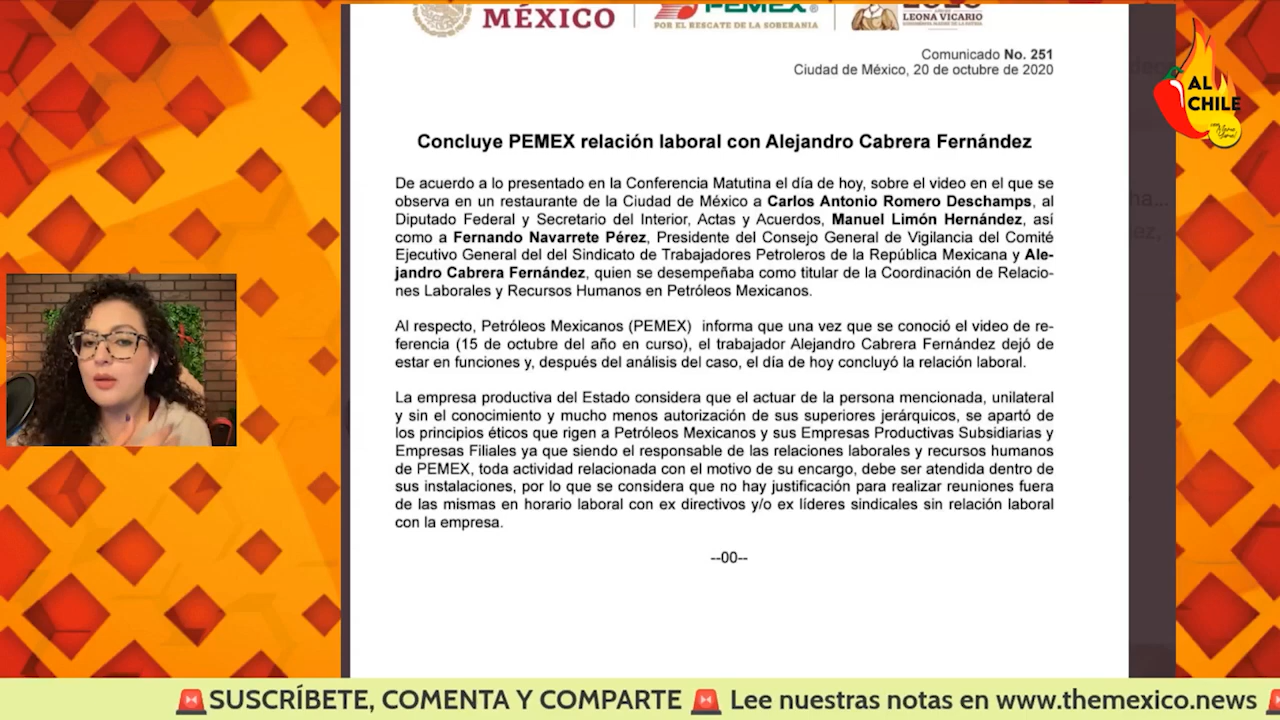 MÉXICO
PEMEX®
POR EL RESCATE DE LA SOBERANÍA
2020
LEONA VICARIO
Comunicado No. 251
Ciudad de México, 20 de octubre de 2020
AL
CHILE
Concluye PEMEX relación laboral con Alejandro Cabrera Fernández
De acuerdo a lo presentado en la Conferencia Matutina el día de hoy, sobre el video en el que se
observa en un restaurante de la Ciudad de México a Carlos Antonio Romero Deschamps, al
Diputado Federal y Secretario del Interior, Actas y Acuerdos, Manuel Limón Hernández, así
como a Fernando Navarrete Pérez, Presidente del Consejo General de Vigilancia del Comité
Ejecutivo General del del Sindicato de Trabajadores Petroleros de la República Mexicana y Ale-
jandro Cabrera Fernández, quien se desempeñaba como titular de la Coordinación de Relacio-
nes Laborales y Recursos Humanos en Petróleos Mexicanos.
Al respecto, Petróleos Mexicanos (PEMEX) informa que una vez que se conoció el video de re-
ferencia (15 de octubre del año en curso), el trabajador Alejandro Cabrera Fernández dejó de
estar en funciones y, después del análisis del caso, el día de hoy concluyó la relación laboral.
La empresa productiva del Estado considera que el actuar de la persona mencionada, unilateral
y sin el conocimiento y mucho menos autorización de sus superiores jerárquicos, se apartó de
los principios éticos que rigen a Petróleos Mexicanos y sus Empresas Productivas Subsidiarias y
Empresas Filiales ya que siendo el responsable de las relaciones laborales y recursos humanos
de PEMEX, toda actividad relacionada con el motivo de su encargo, debe ser atendida dentro de
sus instalaciones, por lo que se considera que no hay justificación para realizar reuniones fuera
de las mismas en horario laboral con ex directivos y/o ex líderes sindicales sin relación laboral
con la empresa.
--00--
SUSCRÍBETE, COMENTA Y COMPARTE Lee nuestras notas en www.themexico.news